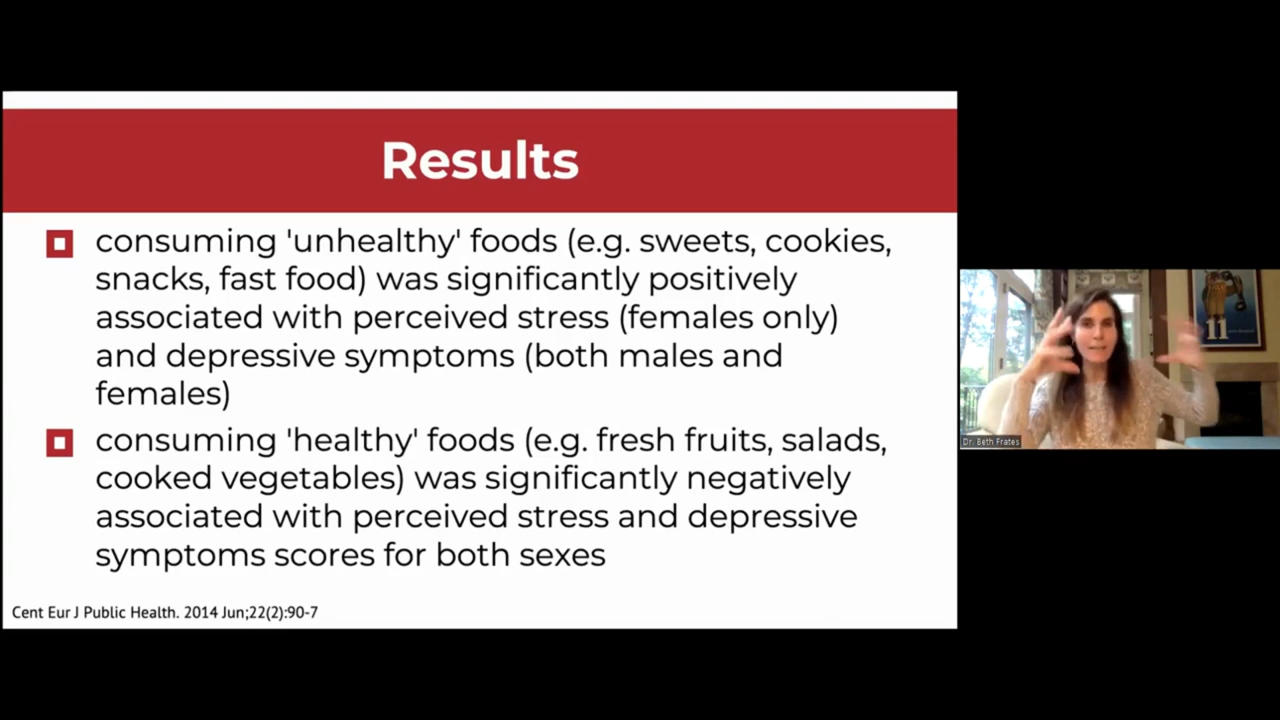 Results
consuming 'unhealthy' foods (e.g. sweets, cookies,
snacks, fast food) was significantly positively
associated with perceived stress (females only)
and depressive symptoms (both males and
females)
consuming 'healthy' foods (e.g. fresh fruits, salads,
cooked vegetables) was significantly negatively
associated with perceived stress and depressive
symptoms scores for both sexes
Cent Eur J Public Health. 2014 Jun;22(2):90-7
11
Dr. Beth Frates